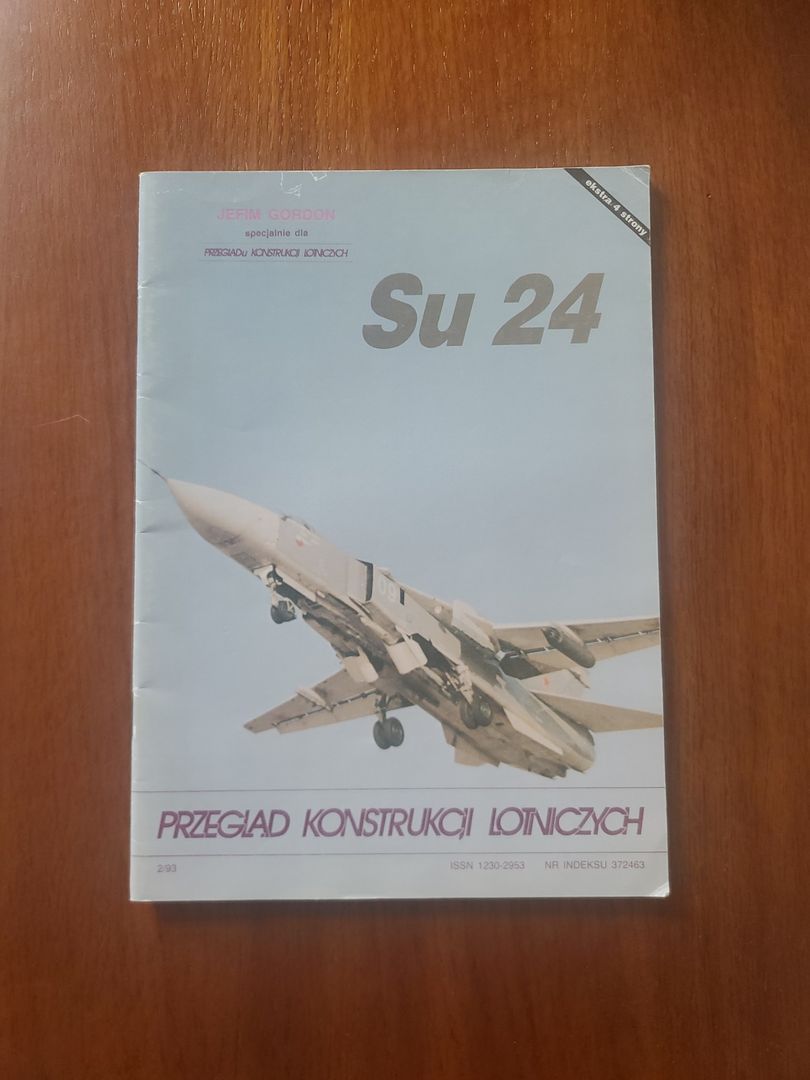 ekstra 4 strony
JEFIM GORDON
specjalnie dla
PRZEGLĄDu KONSTRUKCJI LOTNICZYCH
Su 24
09
PRZEGLĄD KONSTRUKCJI LOTNICZYCH
2/93
ISSN 1230-2953 NR INDEKSU 372463